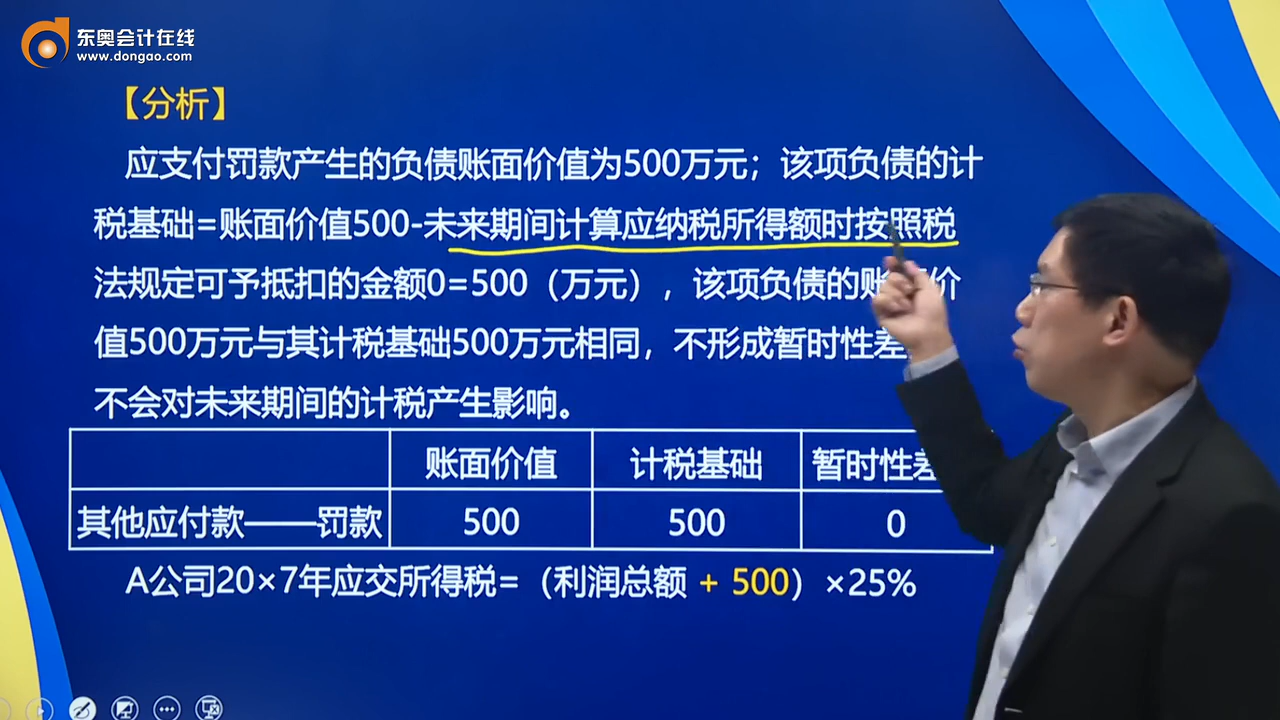 东奥会计在线
www.dongao.com
【分析】
应支付罚款产生的负债账面价值为500万元；该项负债的计
税基础=账面价值500-未来期间计算应纳税所得额时按照税
法规定可予抵扣的金额0=500（万元），该项负债的账面价
值500万元与其计税基础500万元相同，不形成暂时性差
不会对未来期间的计税产生影响。
账面价值 计税基础 暂时性差
其他应付款——罚款 500 500 0
A公司20×7年应交所得税=（利润总额 + 500）×25%